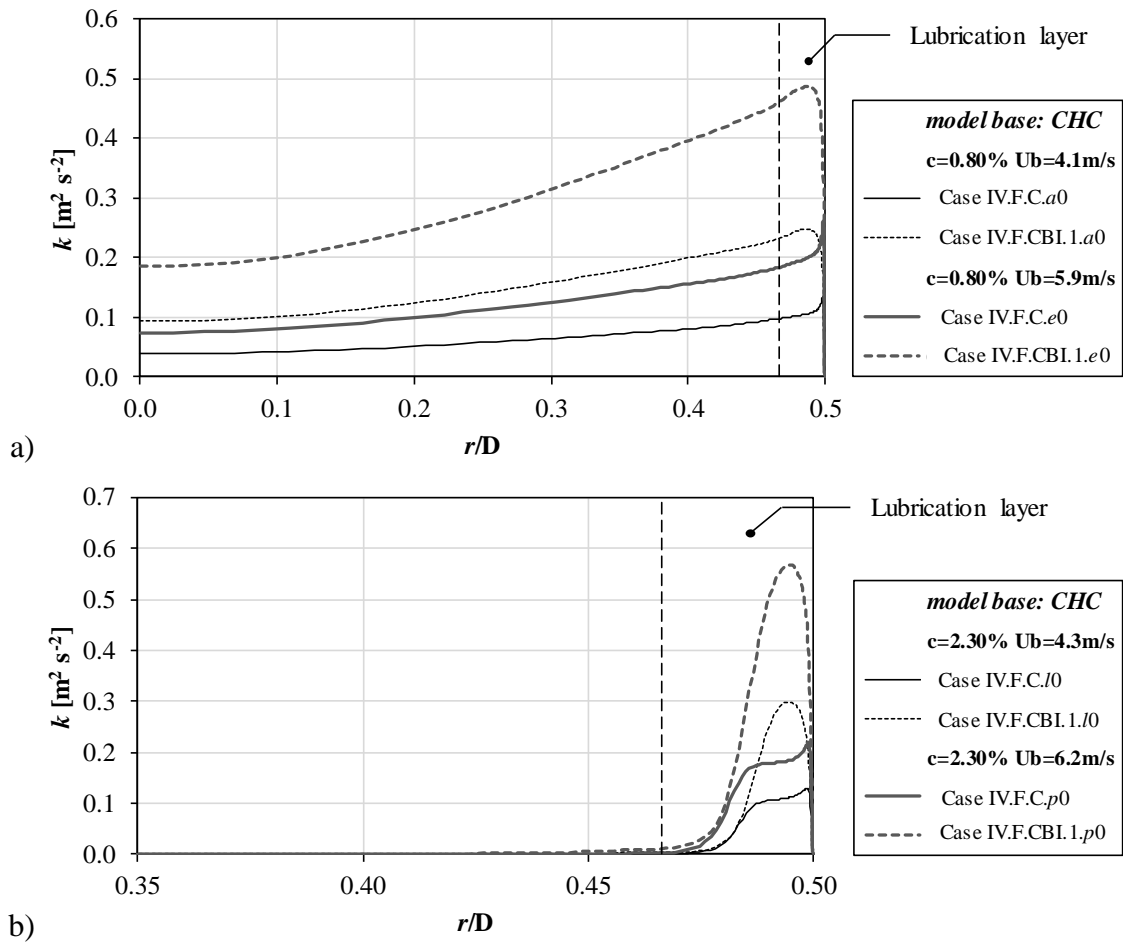 0.6
0.5
0.4
0.3
0.2
0.1
0.0
k [m² s⁻²]
0.0 0.1 0.2 0.3 0.4 0.5
r/D
Lubrication layer
model base: CHC
c=0.80% Ub=4.1m/s
Case IV.F.C.a0
Case IV.F.CBI.1.a0
c=0.80% Ub=5.9m/s
Case IV.F.C.e0
Case IV.F.CBI.1.e0
a)
0.7
0.6
0.5
0.4
0.3
0.2
0.1
0.0
k [m² s⁻²]
0.35 0.40 0.45 0.50
r/D
Lubrication layer
model base: CHC
c=2.30% Ub=4.3m/s
Case IV.F.C.l0
Case IV.F.CBI.1.l0
c=2.30% Ub=6.2m/s
Case IV.F.C.p0
Case IV.F.CBI.1.p0
b)